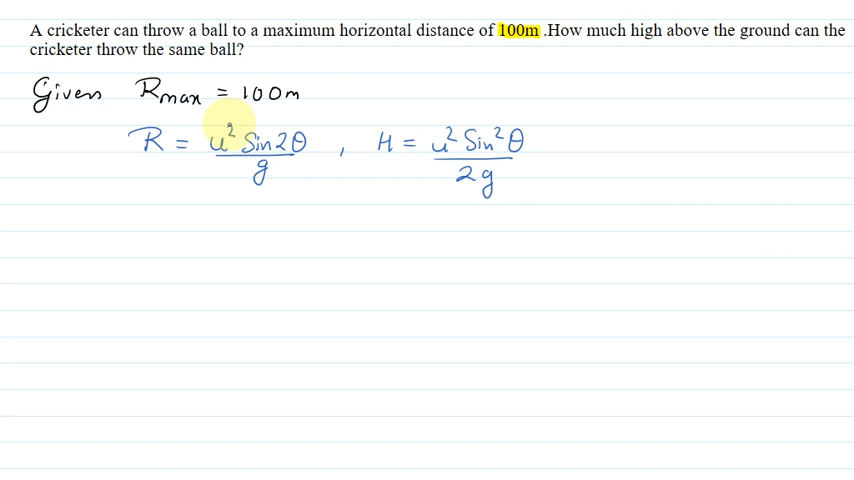 A cricketer can throw a ball to a maximum horizontal distance of 100m .How much high above the ground can the
cricketer throw the same ball?
Given Rmax = 100m
R = u² Sin2θ / g , H = u² Sin²θ / 2g